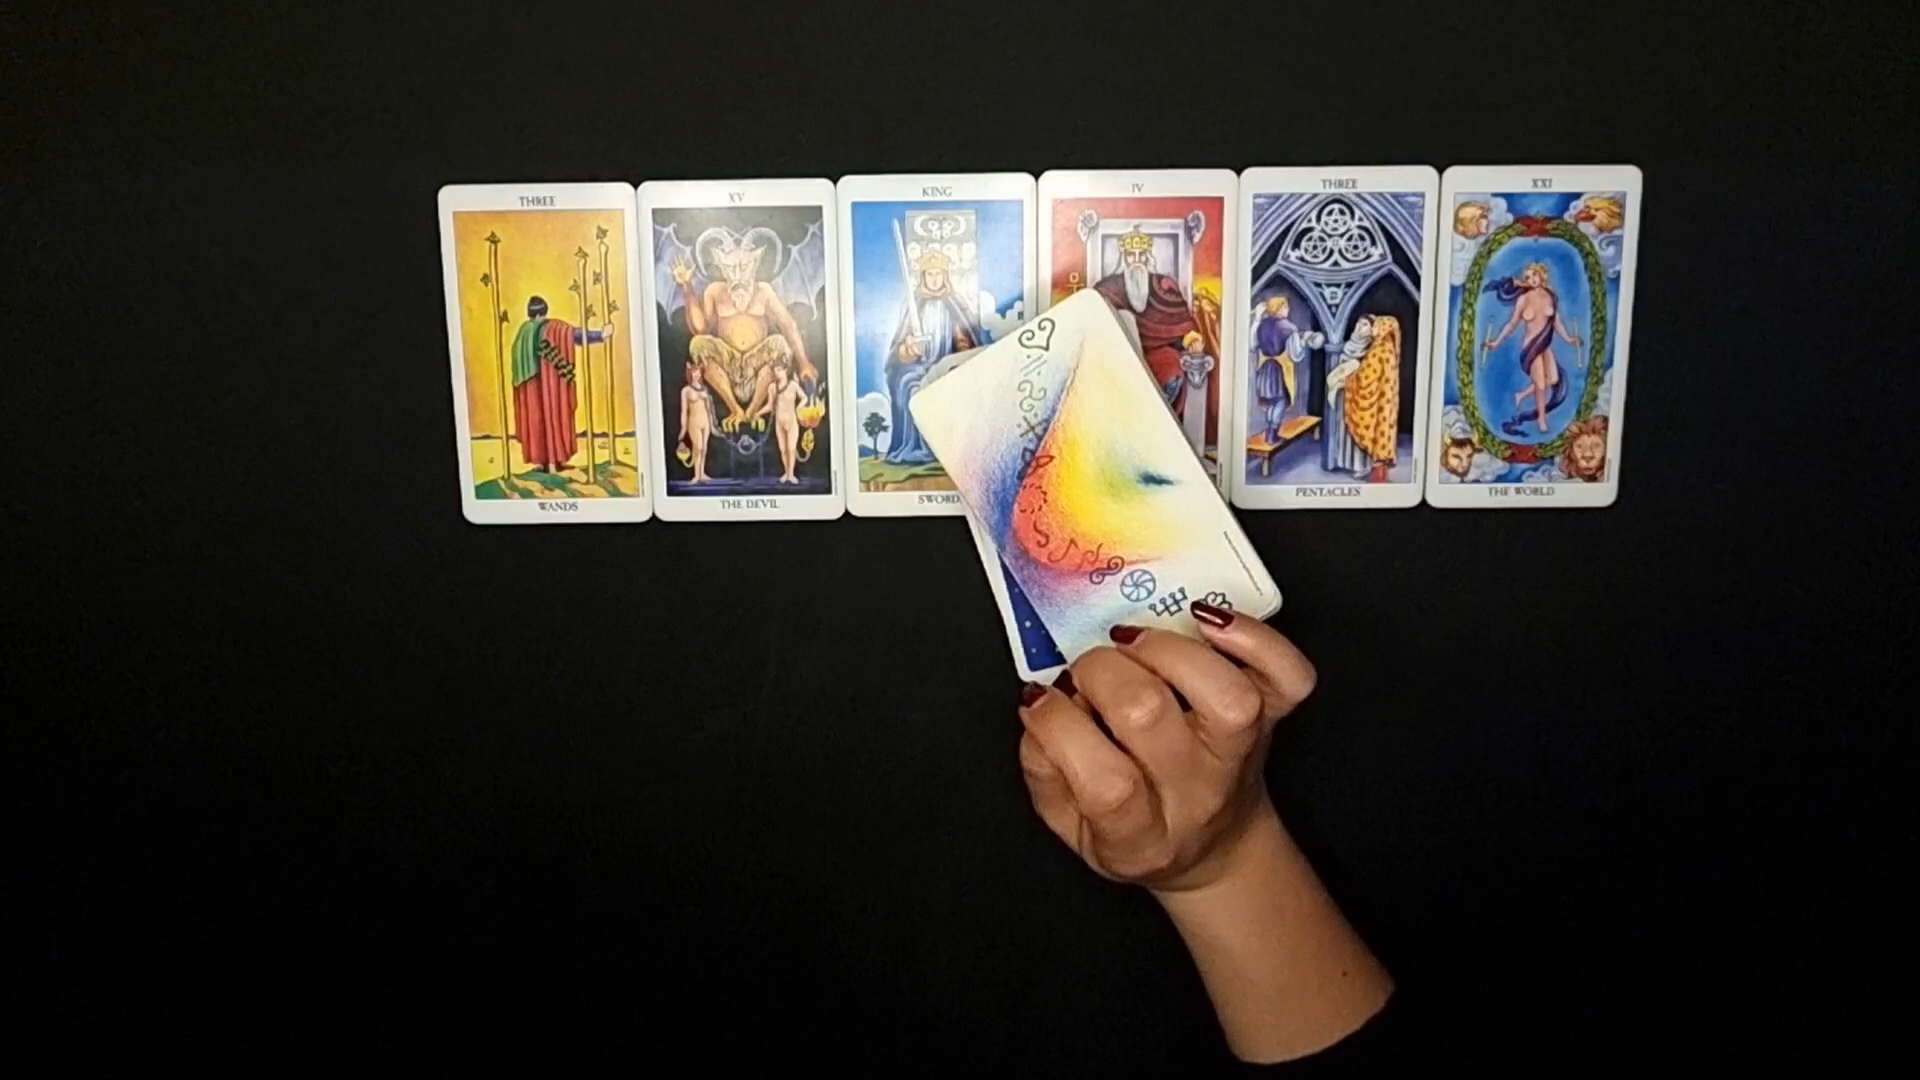 THREE
WANDS
XV
THE DEVIL
KING
SWORD
IV
THREE
PENTACLES
XXI
THE WORLD